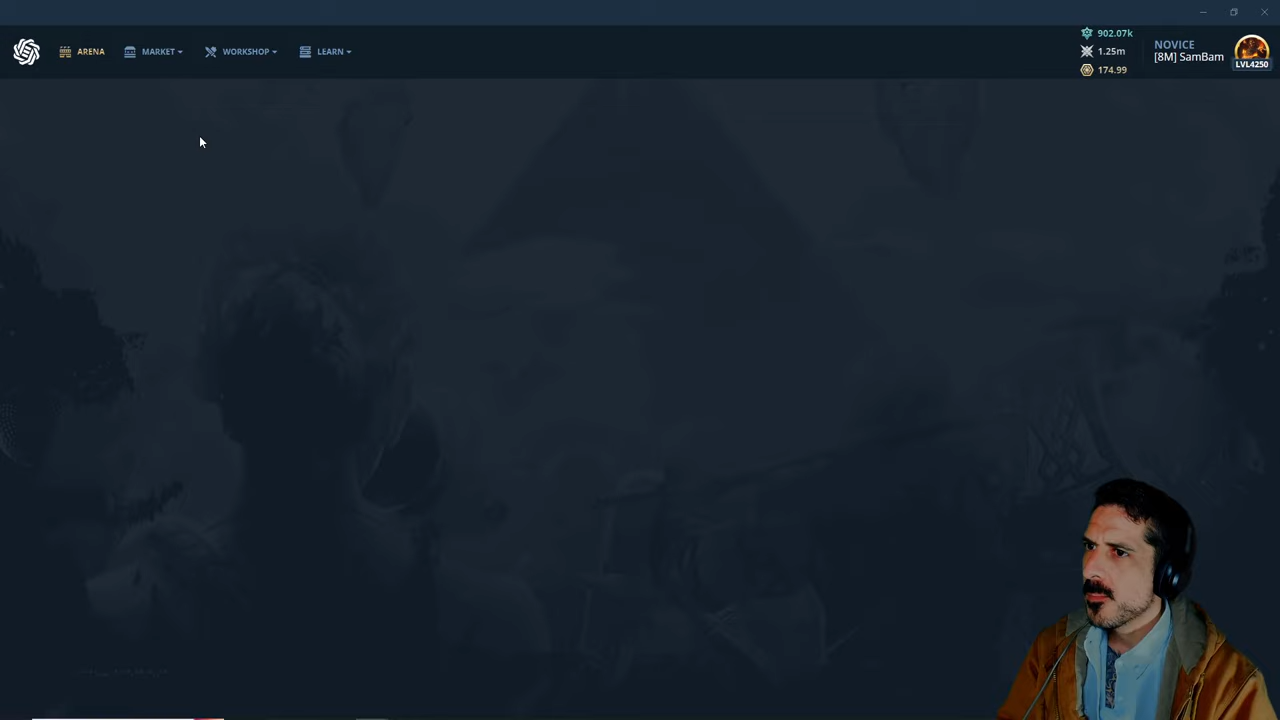 ARENA
MARKET
WORKSHOP
LEARN
902.07k
1.25m
174.99
NOVICE
[8M] SamBam
LVL4250